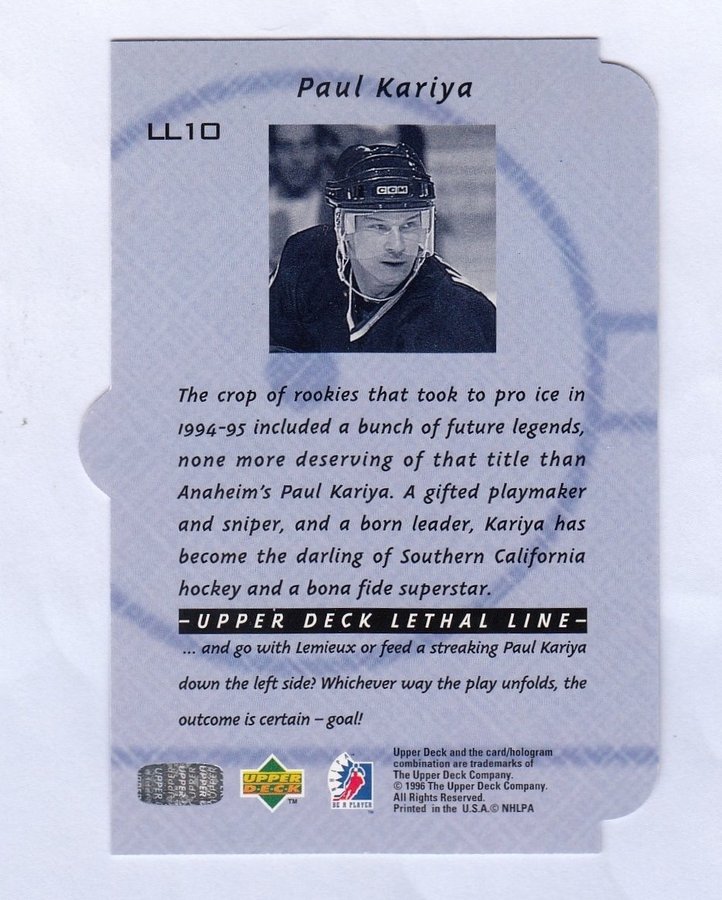 Paul Kariya
LL10
CCM
The crop of rookies that took to pro ice in
1994-95 included a bunch of future legends,
none more deserving of that title than
Anaheim's Paul Kariya. A gifted playmaker
and sniper, and a born leader, Kariya has
become the darling of Southern California
hockey and a bona fide superstar.
–UPPER DECK LETHAL LINE–
... and go with Lemieux or feed a streaking Paul Kariya
down the left side? Whichever way the play unfolds, the
outcome is certain – goal!
UPPER DECK
TM
NHLPA
BE A PLAYER
TM
Upper Deck and the card/hologram
combination are trademarks of
The Upper Deck Company.
© 1996 The Upper Deck Company.
All Rights Reserved.
Printed in the U.S.A.© NHLPA